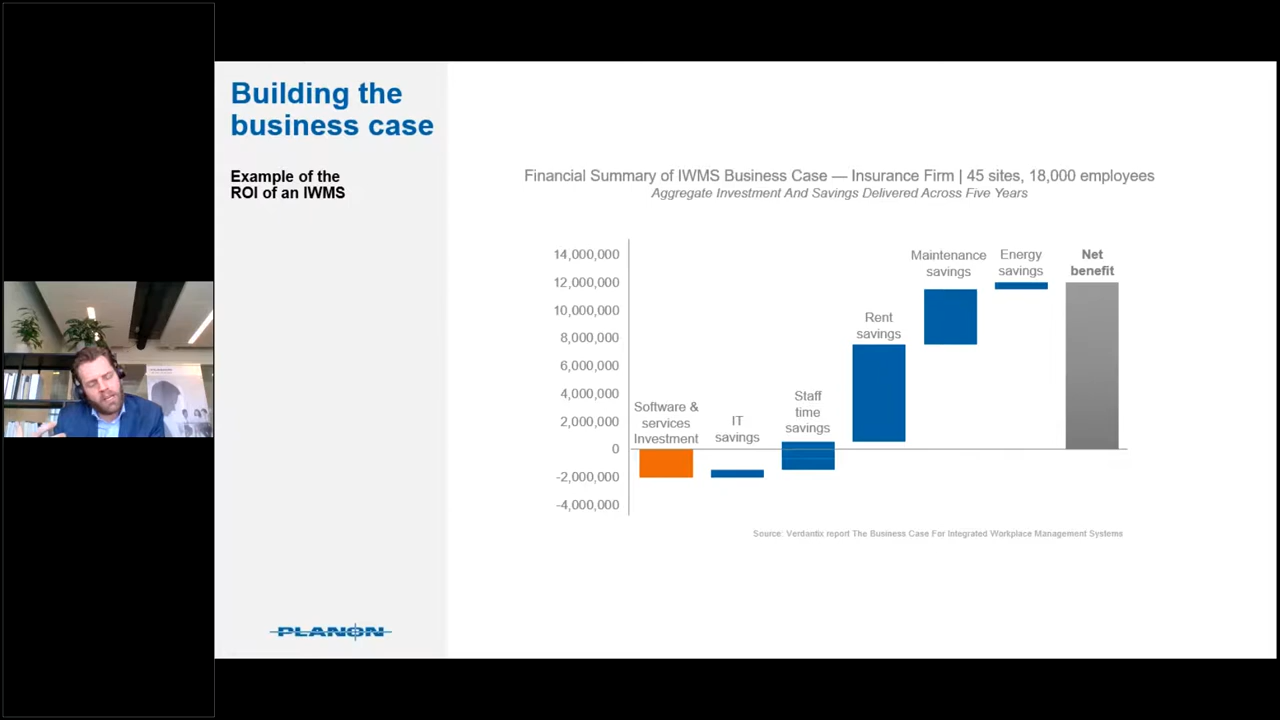 Building the
business case
Example of the
ROI of an IWMS
Financial Summary of IWMS Business Case — Insurance Firm | 45 sites, 18,000 employees
Aggregate Investment And Savings Delivered Across Five Years
14,000,000
12,000,000
10,000,000
8,000,000
6,000,000
4,000,000
2,000,000
0
-2,000,000
-4,000,000
Software &
services
Investment
IT
savings
Staff
time
savings
Rent
savings
Maintenance
savings
Energy
savings
Net
benefit
Source: Verdantix report The Business Case For Integrated Workplace Management Systems
PLANON